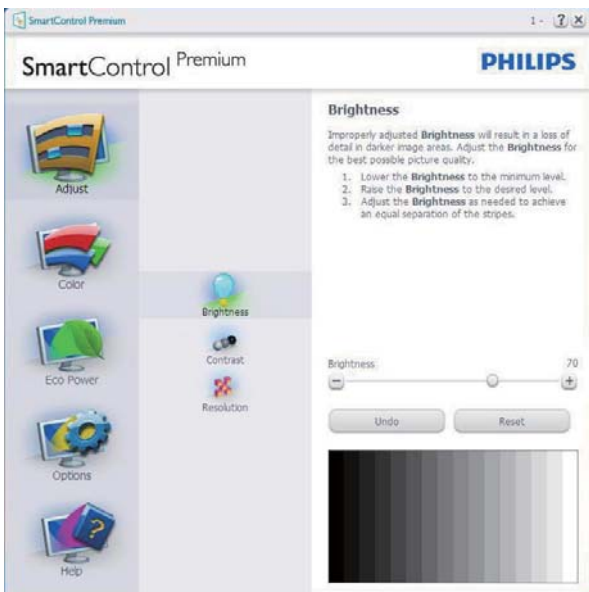 SmartControl Premium
1 - ? X
SmartControl Premium
PHILIPS
Adjust
Color
Eco Power
Options
Help
Brightness
Contrast
Resolution
Brightness
Improperly adjusted Brightness will result in a loss of
detail in darker image areas. Adjust the Brightness for
the best possible picture quality.
1. Lower the Brightness to the minimum level.
2. Raise the Brightness to the desired level.
3. Adjust the Brightness as needed to achieve
an equal separation of the stripes.
Brightness 70
- +
Undo Reset